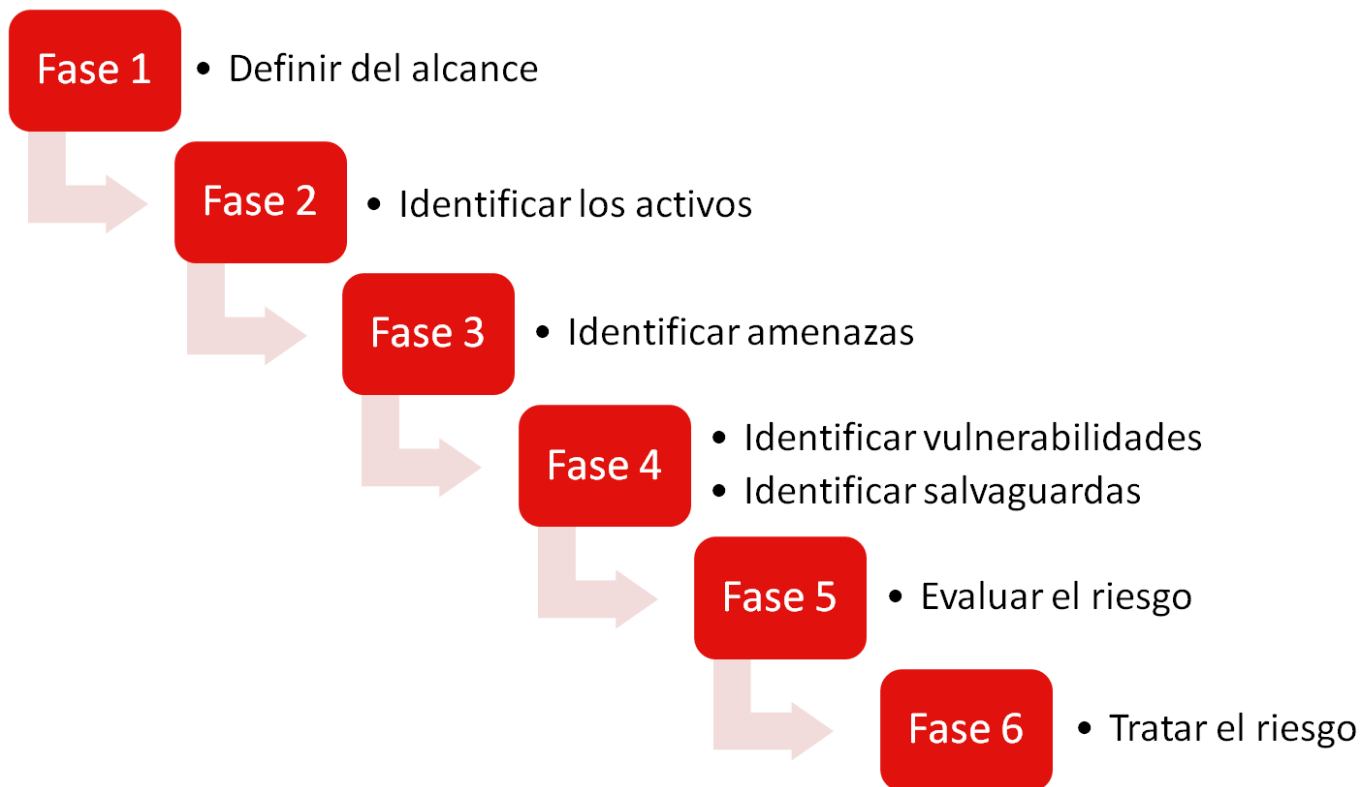 Fase 1
• Definir del alcance
Fase 2
• Identificar los activos
Fase 3
• Identificar amenazas
Fase 4
• Identificar vulnerabilidades
• Identificar salvaguardas
Fase 5
• Evaluar el riesgo
Fase 6
• Tratar el riesgo